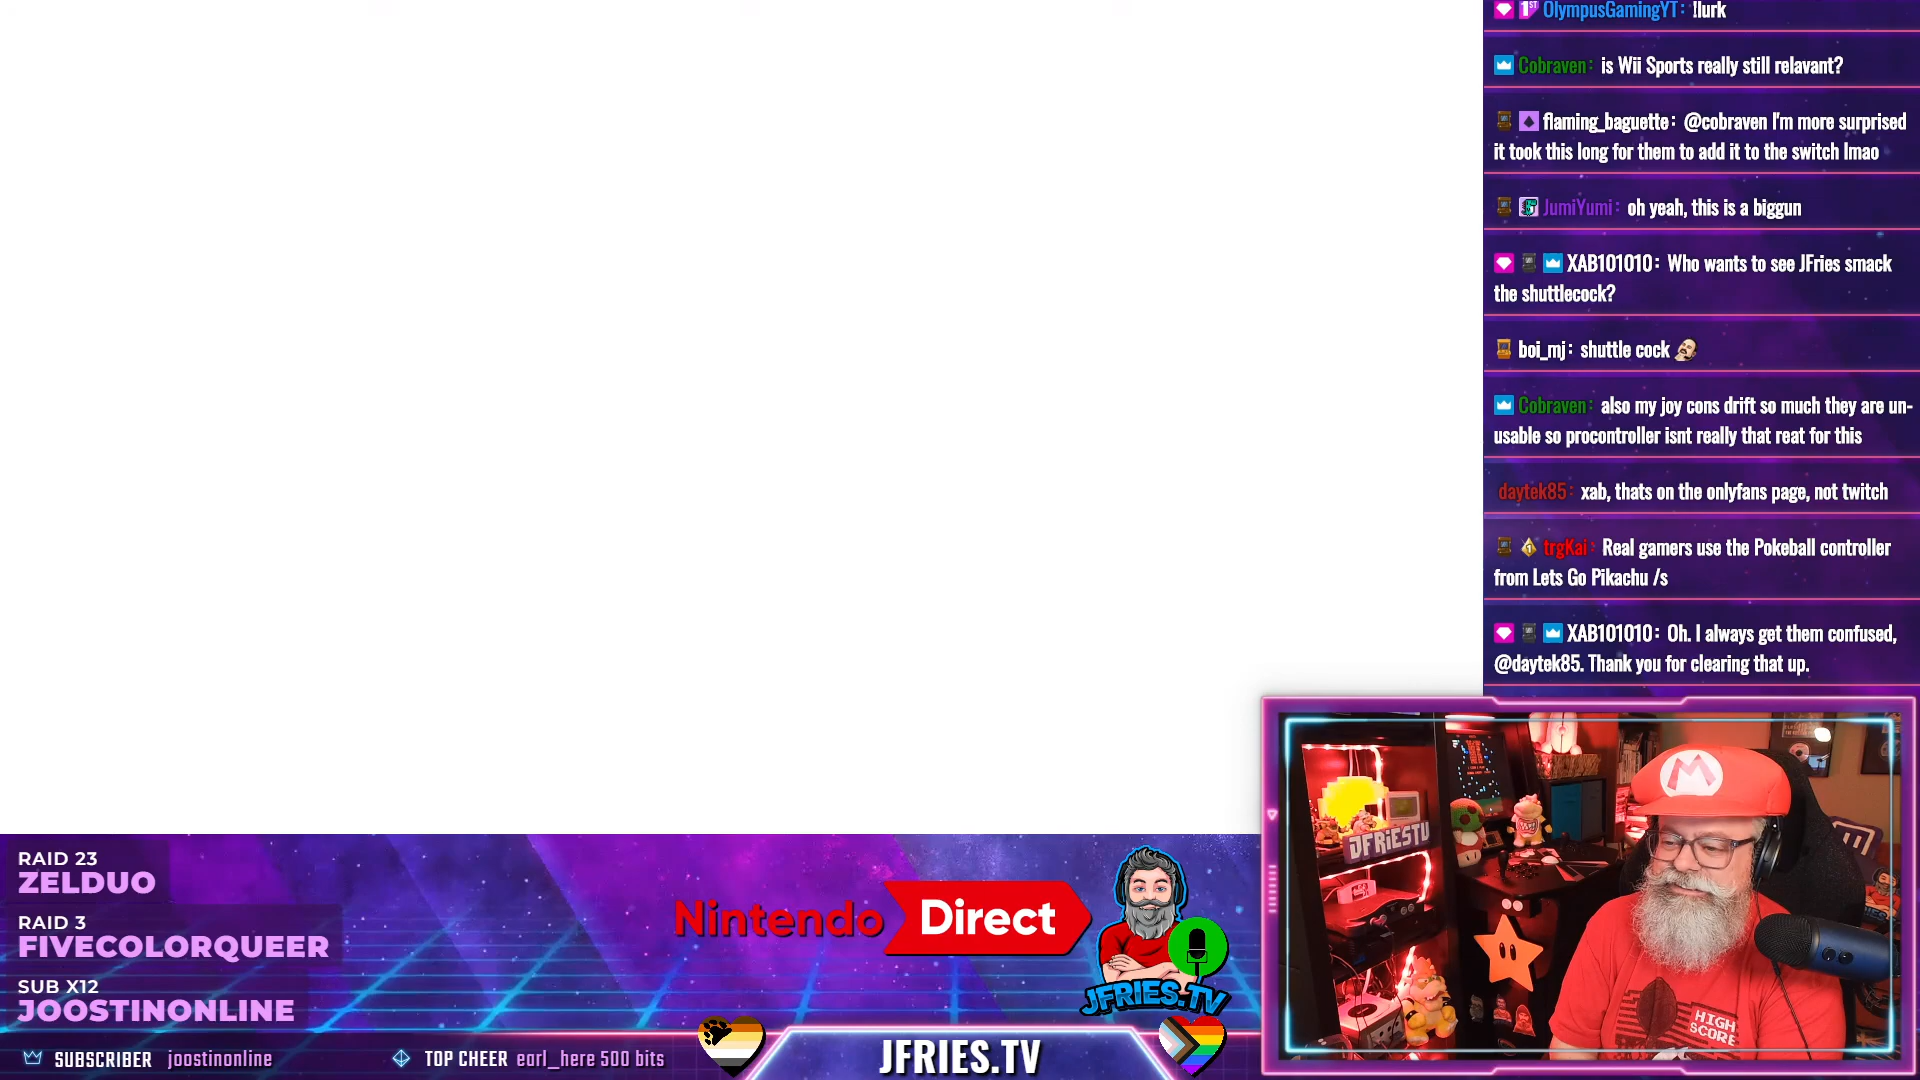 OlympusGamingYT: !lurk
Cobraven: is Wii Sports really still relavant?
flaming_baguette: @cobraven I'm more surprised
it took this long for them to add it to the switch lmao
JumiYumi: oh yeah, this is a biggun
XAB101010: Who wants to see JFries smack
the shuttlecock?
boi_mj: shuttle cock
Cobraven: also my joy cons drift so much they are un-
usable so procontroller isnt really that reat for this
daytek85: xab, thats on the onlyfans page, not twitch
trgKai: Real gamers use the Pokeball controller
from Lets Go Pikachu /s
XAB101010: Oh. I always get them confused,
@daytek85. Thank you for clearing that up.
RAID 23
ZELDUO
RAID 3
FIVECOLORQUEER
SUB X12
JOOSTINONLINE
SUBSCRIBER joostinonline
TOP CHEER earl_here 500 bits
Nintendo Direct
JFRIES.TV
JFRIES.TV
JFRIESTV
M
HIGH
SCORE